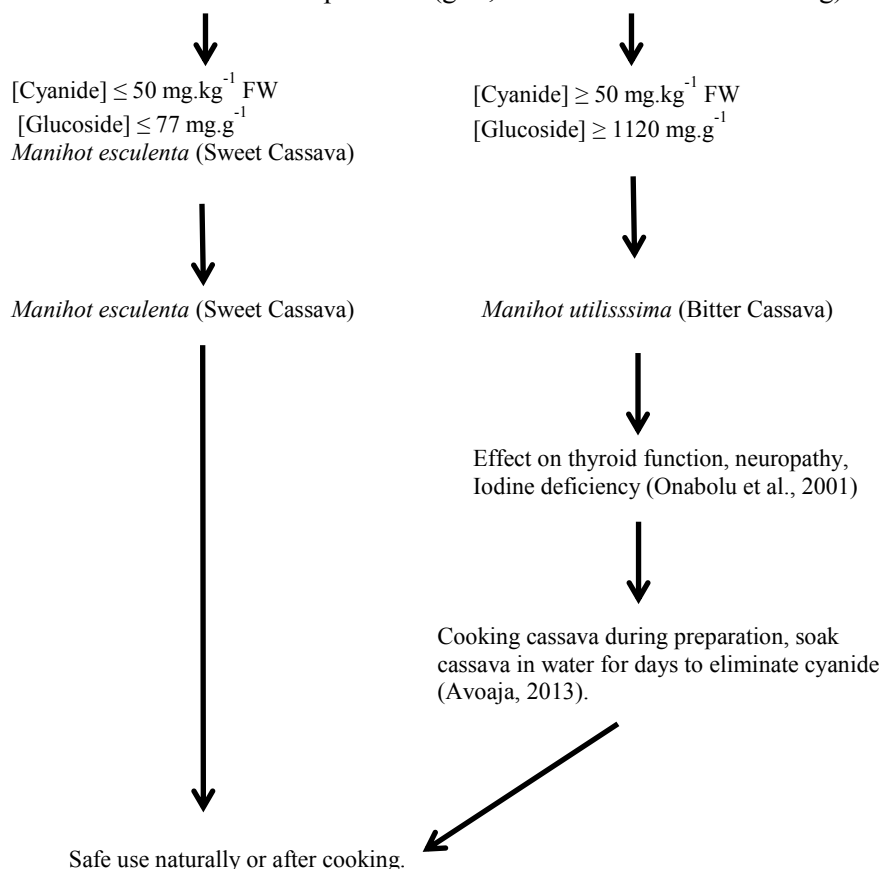 [Cyanide] ≤ 50 mg.kg⁻¹ FW
[Glucoside] ≤ 77 mg.g⁻¹
Manihot esculenta (Sweet Cassava)
[Cyanide] ≥ 50 mg.kg⁻¹ FW
[Glucoside] ≥ 1120 mg.g⁻¹
Manihot esculenta (Sweet Cassava)
Manihot utilisssima (Bitter Cassava)
Effect on thyroid function, neuropathy,
Iodine deficiency (Onabolu et al., 2001)
Cooking cassava during preparation, soak
cassava in water for days to eliminate cyanide
(Avoaja, 2013).
Safe use naturally or after cooking.